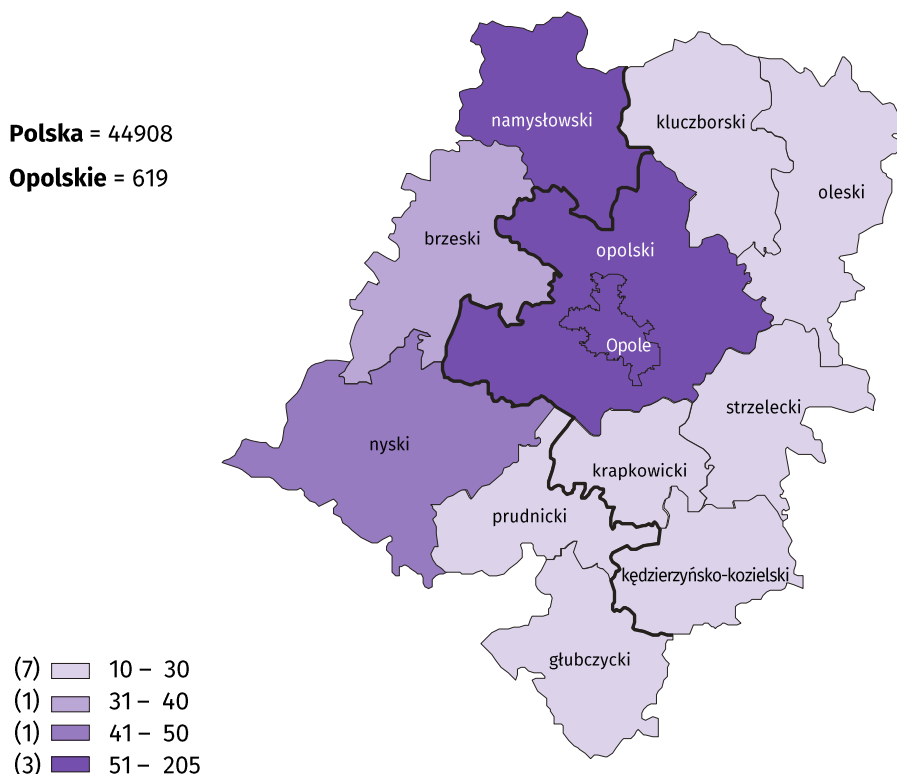 Polska = 44908
Opolskie = 619
namysłowski
kluczborski
oleski
brzeski
opolski
Opole
strzelecki
nyski
krapkowicki
prudnicki
kędzierzyńsko-kozielski
głubczycki
(7) 10 – 30
(1) 31 – 40
(1) 41 – 50
(3) 51 – 205